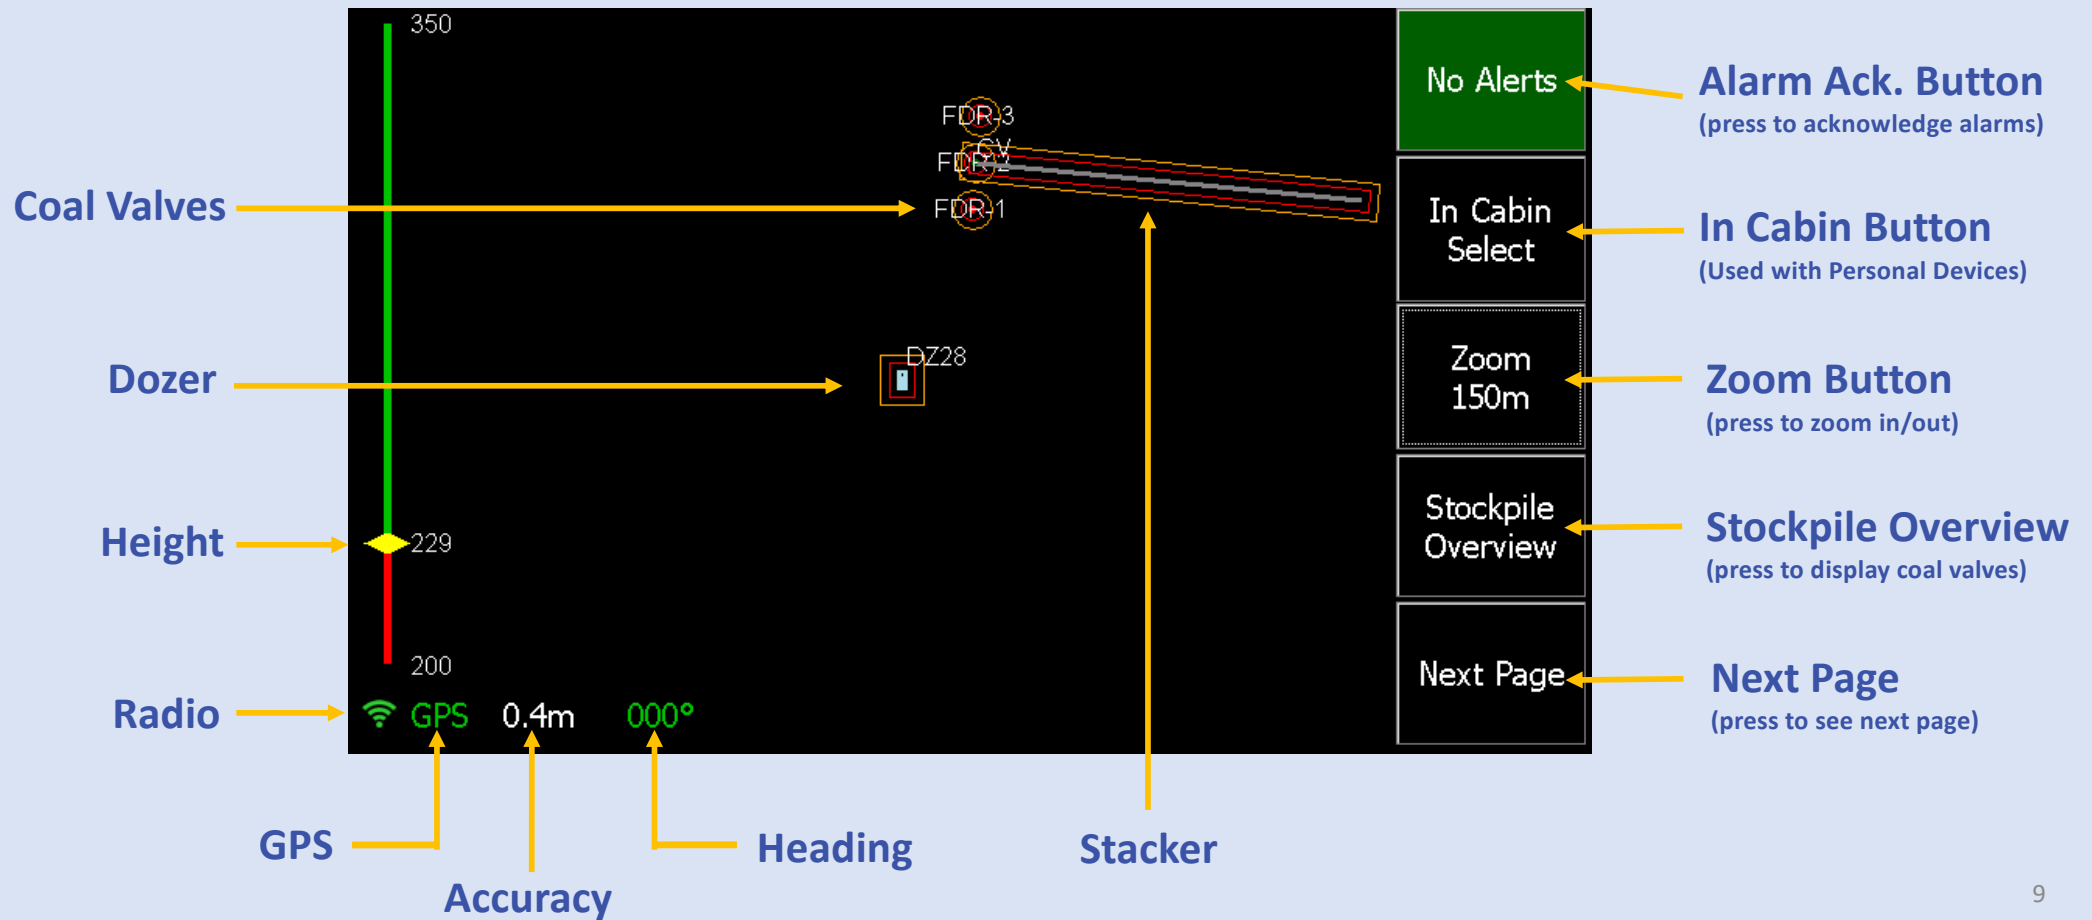 350
No Alerts
Alarm Ack. Button
(press to acknowledge alarms)
FDR-3
CV
FDR-2
Coal Valves
FDR-1
In Cabin
Select
In Cabin Button
(Used with Personal Devices)
Dozer
DZ28
Zoom
150m
Zoom Button
(press to zoom in/out)
Height
229
Stockpile
Overview
Stockpile Overview
(press to display coal valves)
200
Radio
GPS 0.4m 000°
Next Page
Next Page
(press to see next page)
GPS
Accuracy
Heading
Stacker
9